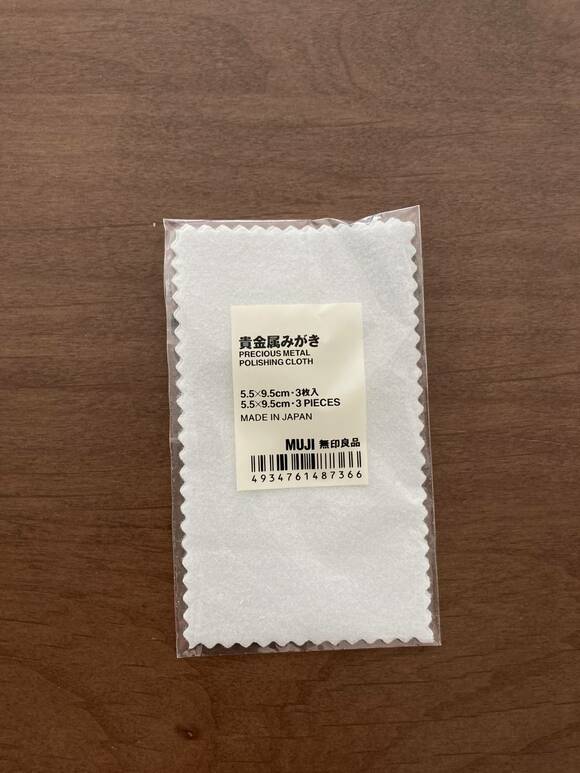 貴金属みがき
PRECIOUS METAL
POLISHING CLOTH
5.5×9.5cm・3枚入
5.5×9.5cm・3 PIECES
MADE IN JAPAN
MUJI 無印良品
4934761487366